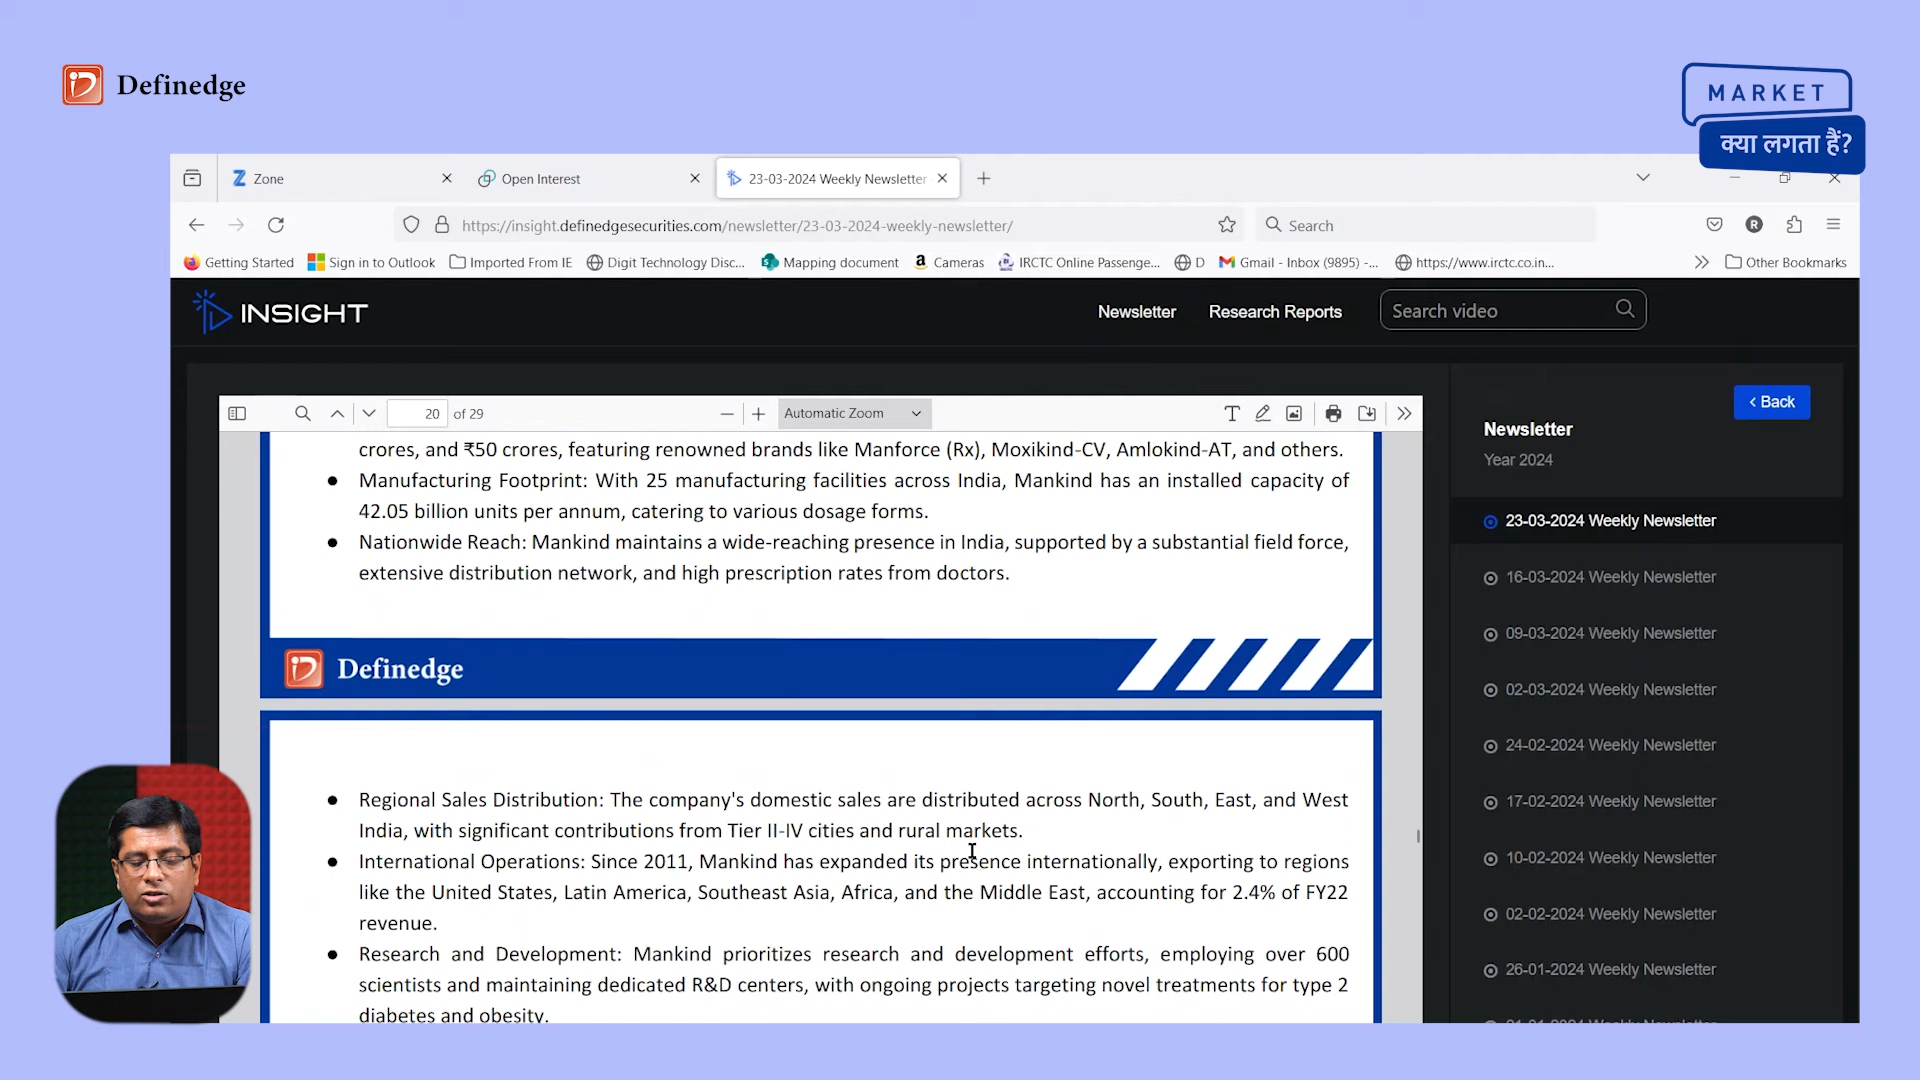 Definedge
MARKET
क्या लगता हैं?
Zone
Open Interest
23-03-2024 Weekly Newsletter
https://insight.definedgesecurities.com/newsletter/23-03-2024-weekly-newsletter/
Search
Getting Started
Sign in to Outlook
Imported From IE
Digit Technology Disc...
Mapping document
Cameras
IRCTC Online Passenge...
D
Gmail - Inbox (9895) -...
https://www.irctc.co.in...
Other Bookmarks
INSIGHT
Newsletter
Research Reports
Search video
20 of 29
Automatic Zoom
< Back
Newsletter
Year 2024
23-03-2024 Weekly Newsletter
16-03-2024 Weekly Newsletter
09-03-2024 Weekly Newsletter
02-03-2024 Weekly Newsletter
24-02-2024 Weekly Newsletter
17-02-2024 Weekly Newsletter
10-02-2024 Weekly Newsletter
02-02-2024 Weekly Newsletter
26-01-2024 Weekly Newsletter
crores, and ₹50 crores, featuring renowned brands like Manforce (Rx), Moxikind-CV, Amlokind-AT, and others.
● Manufacturing Footprint: With 25 manufacturing facilities across India, Mankind has an installed capacity of
42.05 billion units per annum, catering to various dosage forms.
● Nationwide Reach: Mankind maintains a wide-reaching presence in India, supported by a substantial field force,
extensive distribution network, and high prescription rates from doctors.
Definedge
● Regional Sales Distribution: The company's domestic sales are distributed across North, South, East, and West
India, with significant contributions from Tier II-IV cities and rural markets.
● International Operations: Since 2011, Mankind has expanded its presence internationally, exporting to regions
like the United States, Latin America, Southeast Asia, Africa, and the Middle East, accounting for 2.4% of FY22
revenue.
● Research and Development: Mankind prioritizes research and development efforts, employing over 600
scientists and maintaining dedicated R&D centers, with ongoing projects targeting novel treatments for type 2
diabetes and obesity.